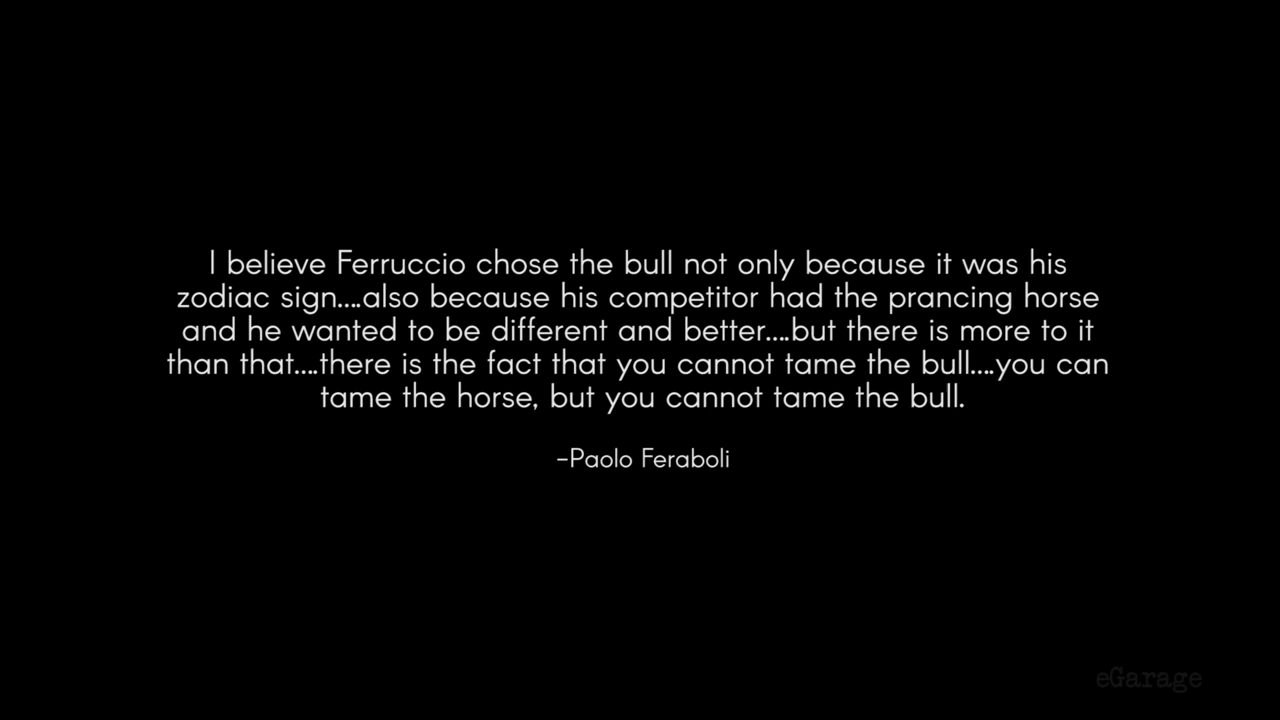 I believe Ferruccio chose the bull not only because it was his
zodiac sign....also because his competitor had the prancing horse
and he wanted to be different and better....but there is more to it
than that....there is the fact that you cannot tame the bull....you can
tame the horse, but you cannot tame the bull.
–Paolo Feraboli
eGarage